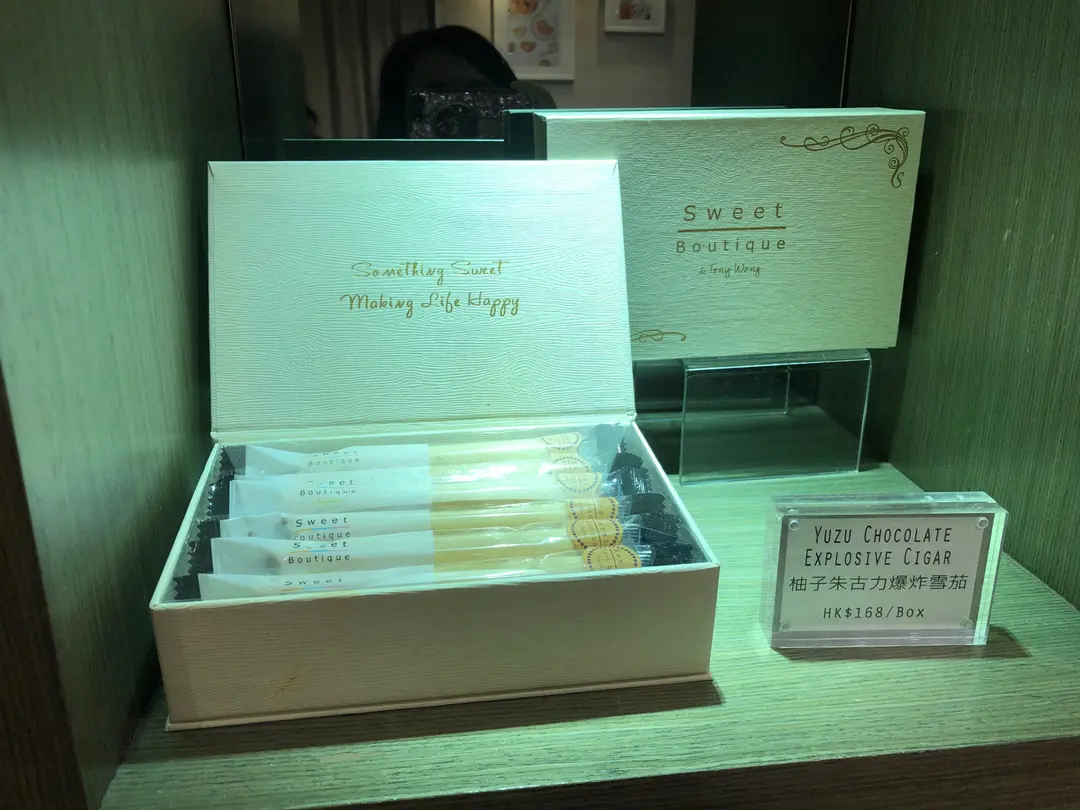 Something Sweet
Making Life Happy
Sweet
Boutique
by Tony Wong
Boutique
Sweet
Boutique
Sweet
Boutique
Sweet
YUZU CHOCOLATE
EXPLOSIVE CIGAR
柚子朱古力爆炸雪茄
HK$168/Box